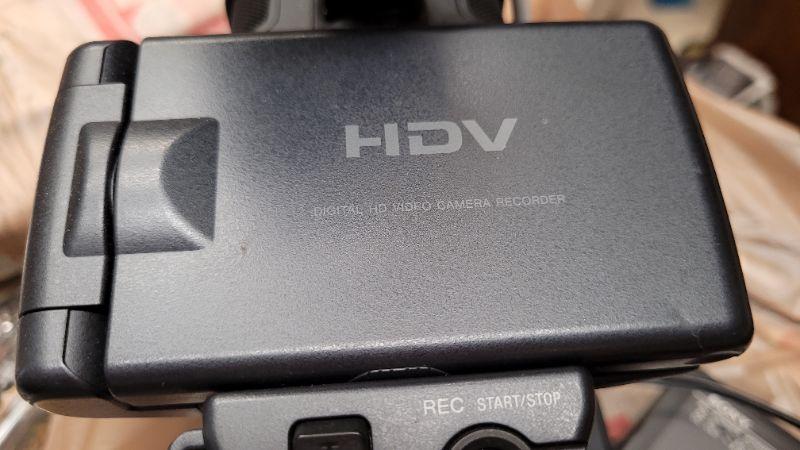 HDV
DIGITAL HD VIDEO CAMERA RECORDER
REC START/STOP
T